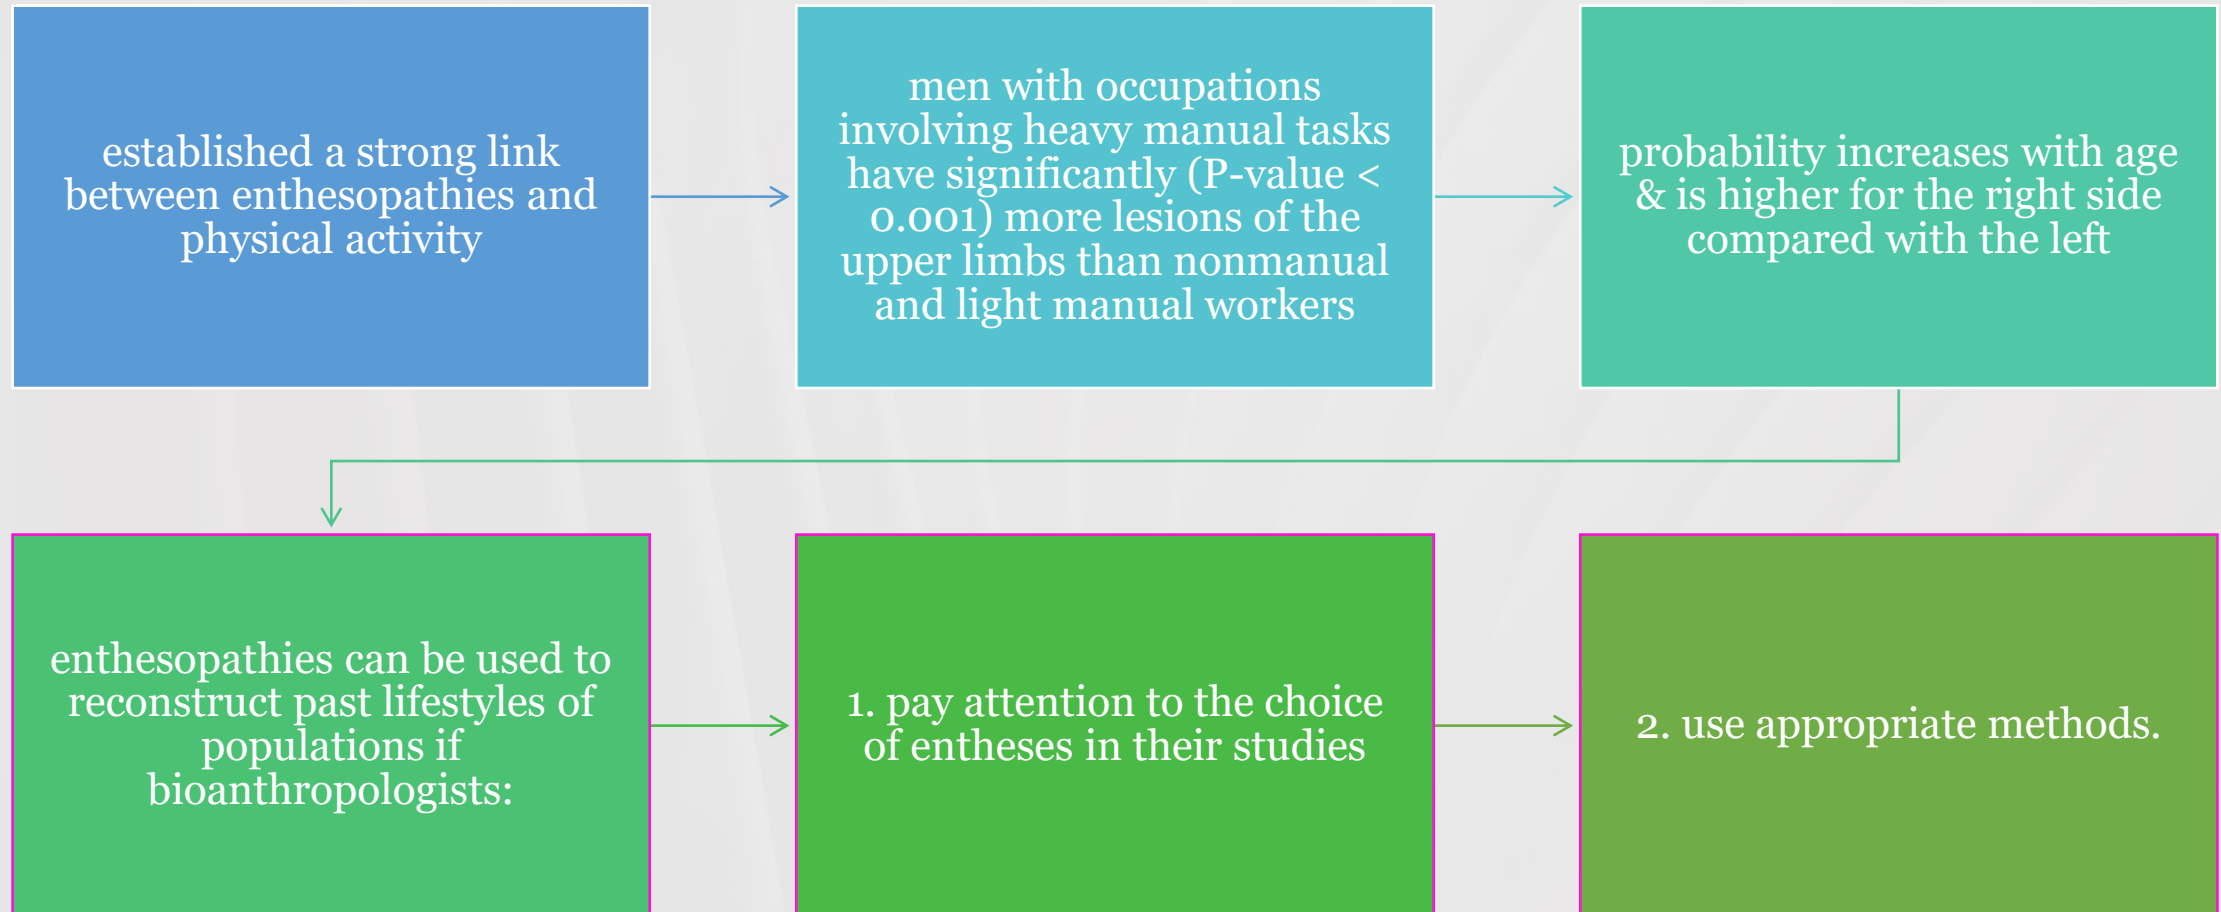 established a strong link
between enthesopathies and
physical activity
men with occupations
involving heavy manual tasks
have significantly (P-value <
0.001) more lesions of the
upper limbs than nonmanual
and light manual workers
probability increases with age
& is higher for the right side
compared with the left
enthesopathies can be used to
reconstruct past lifestyles of
populations if
bioanthropologists:
1. pay attention to the choice
of entheses in their studies
2. use appropriate methods.